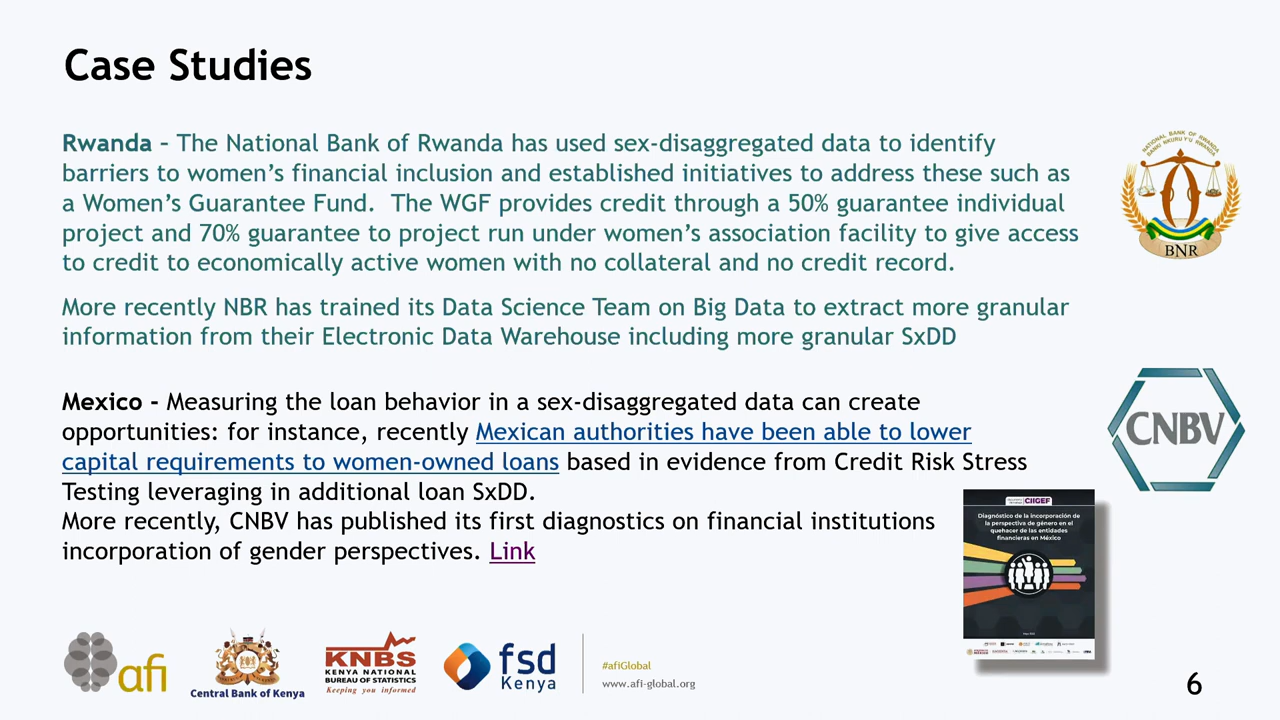 Case Studies
Rwanda – The National Bank of Rwanda has used sex-disaggregated data to identify
barriers to women's financial inclusion and established initiatives to address these such as
a Women's Guarantee Fund.  The WGF provides credit through a 50% guarantee individual
project and 70% guarantee to project run under women's association facility to give access
to credit to economically active women with no collateral and no credit record.
More recently NBR has trained its Data Science Team on Big Data to extract more granular
information from their Electronic Data Warehouse including more granular SxDD
NATIONAL BANK OF RWANDA
BANKI NKURU Y'U RWANDA
BNR
Mexico - Measuring the loan behavior in a sex-disaggregated data can create
opportunities: for instance, recently Mexican authorities have been able to lower
capital requirements to women-owned loans based in evidence from Credit Risk Stress
Testing leveraging in additional loan SxDD.
More recently, CNBV has published its first diagnostics on financial institutions
incorporation of gender perspectives. Link
CNBV
CIIGEF
Diagnóstico de la incorporación de
la perspectiva de género en el
quehacer de las entidades
financieras en México
afi
Central Bank of Kenya
KNBS
KENYA NATIONAL
BUREAU OF STATISTICS
Keeping you informed
fsd
Kenya
#afiGlobal
www.afi-global.org
6